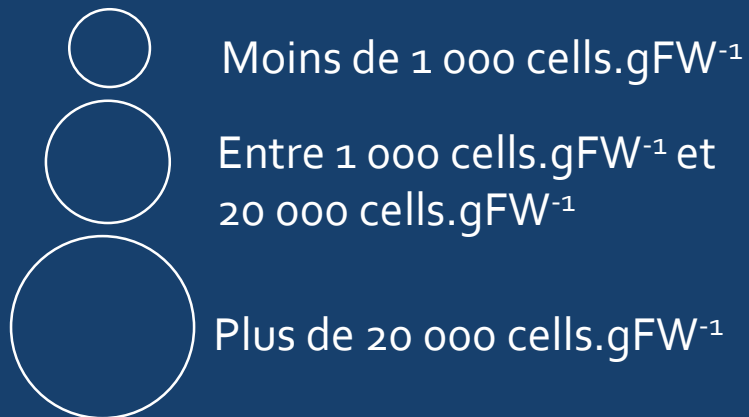 Moins de 1 000 cells.gFW⁻¹
Entre 1 000 cells.gFW⁻¹ et
20 000 cells.gFW⁻¹
Plus de 20 000 cells.gFW⁻¹